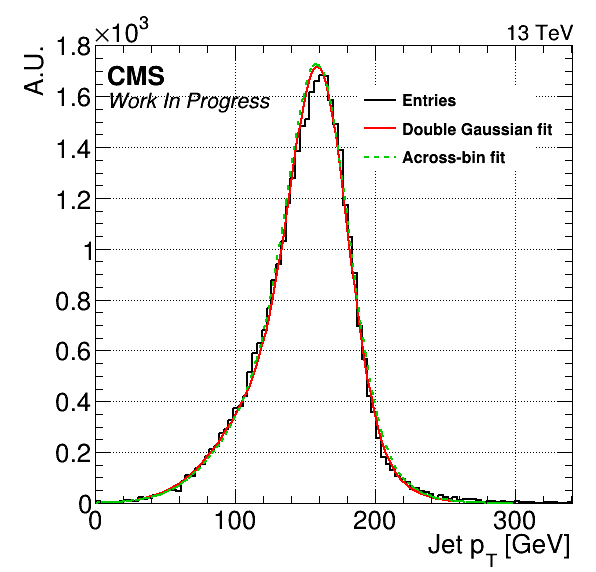 ×10³
13 TeV
A.U.
CMS
Work In Progress
Entries
Double Gaussian fit
Across-bin fit
1.8
1.6
1.4
1.2
1
0.8
0.6
0.4
0.2
0
0 100 200 300
Jet p_T [GeV]